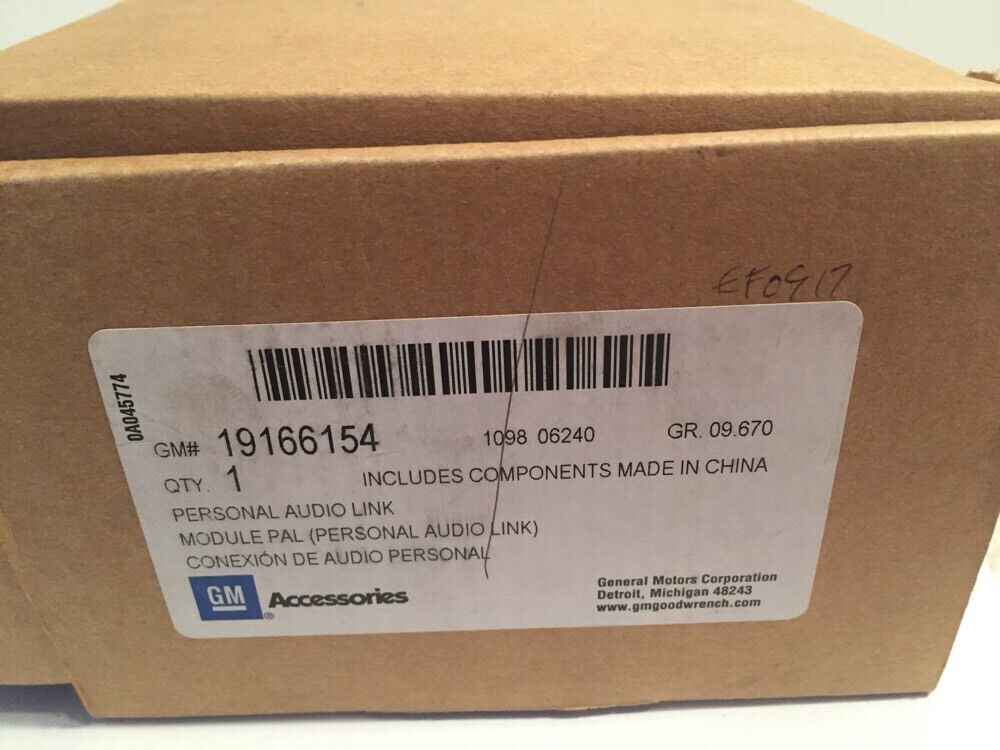 EF0917
0A045774
GM# 19166154 1098 06240 GR. 09.670
QTY. 1 INCLUDES COMPONENTS MADE IN CHINA
PERSONAL AUDIO LINK
MODULE PAL (PERSONAL AUDIO LINK)
CONEXIÓN DE AUDIO PERSONAL
GM ® Accessories
General Motors Corporation
Detroit, Michigan 48243
www.gmgoodwrench.com